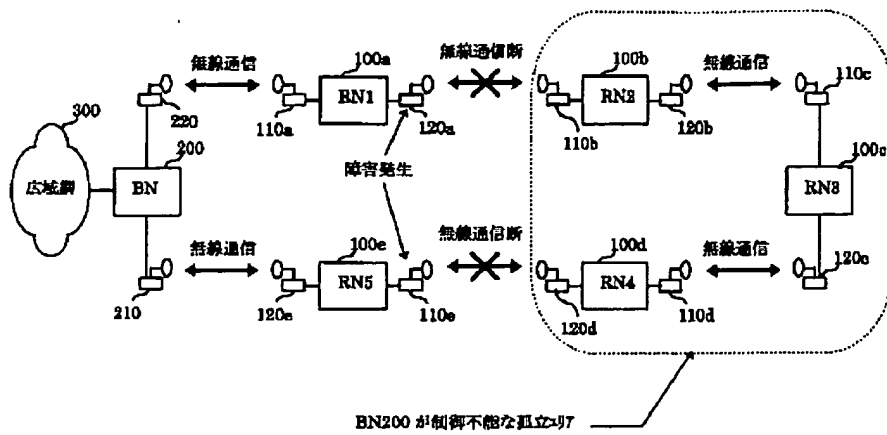 無線通信
無線通信断
無線通信
100a
100b
110c
RN1
RN2
300
220
110a
120a
110b
120b
200
100c
広域網
BN
障害発生
RN3
無線通信
無線通信断
無線通信
100e
100d
120c
RN5
RN4
210
120e
110e
120d
110d
BN200 が制御不能な孤立エリア